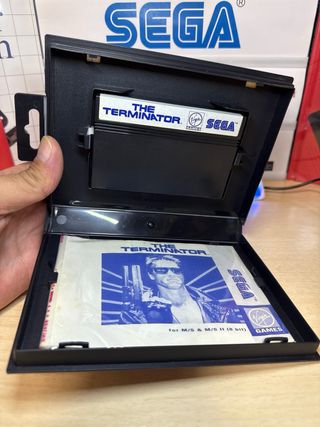 SEGA®
THE
TERMINATOR
Virgin
SEGA
THE
TERMINATOR
SEGA
for M/S & M/S II (8 bit)
Virgin
GAMES